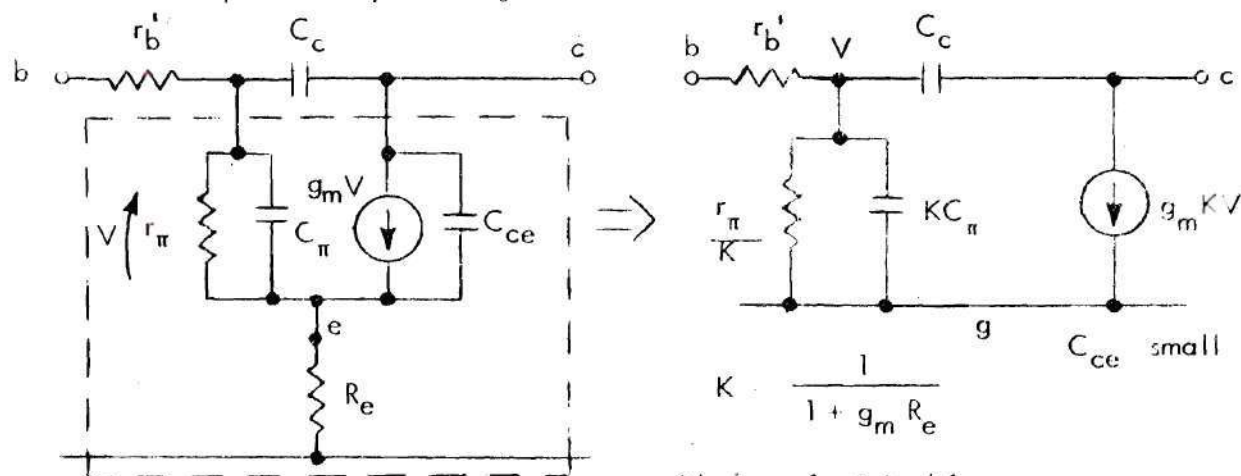 r_b'
C_c
b
c
V
r_π
C_π
g_m V
C_ce
e
R_e
⇒
r_b'
V
C_c
b
c
r_π
K
KC_π
g_m KV
g
C_ce small
K 1
1 + g_m R_e